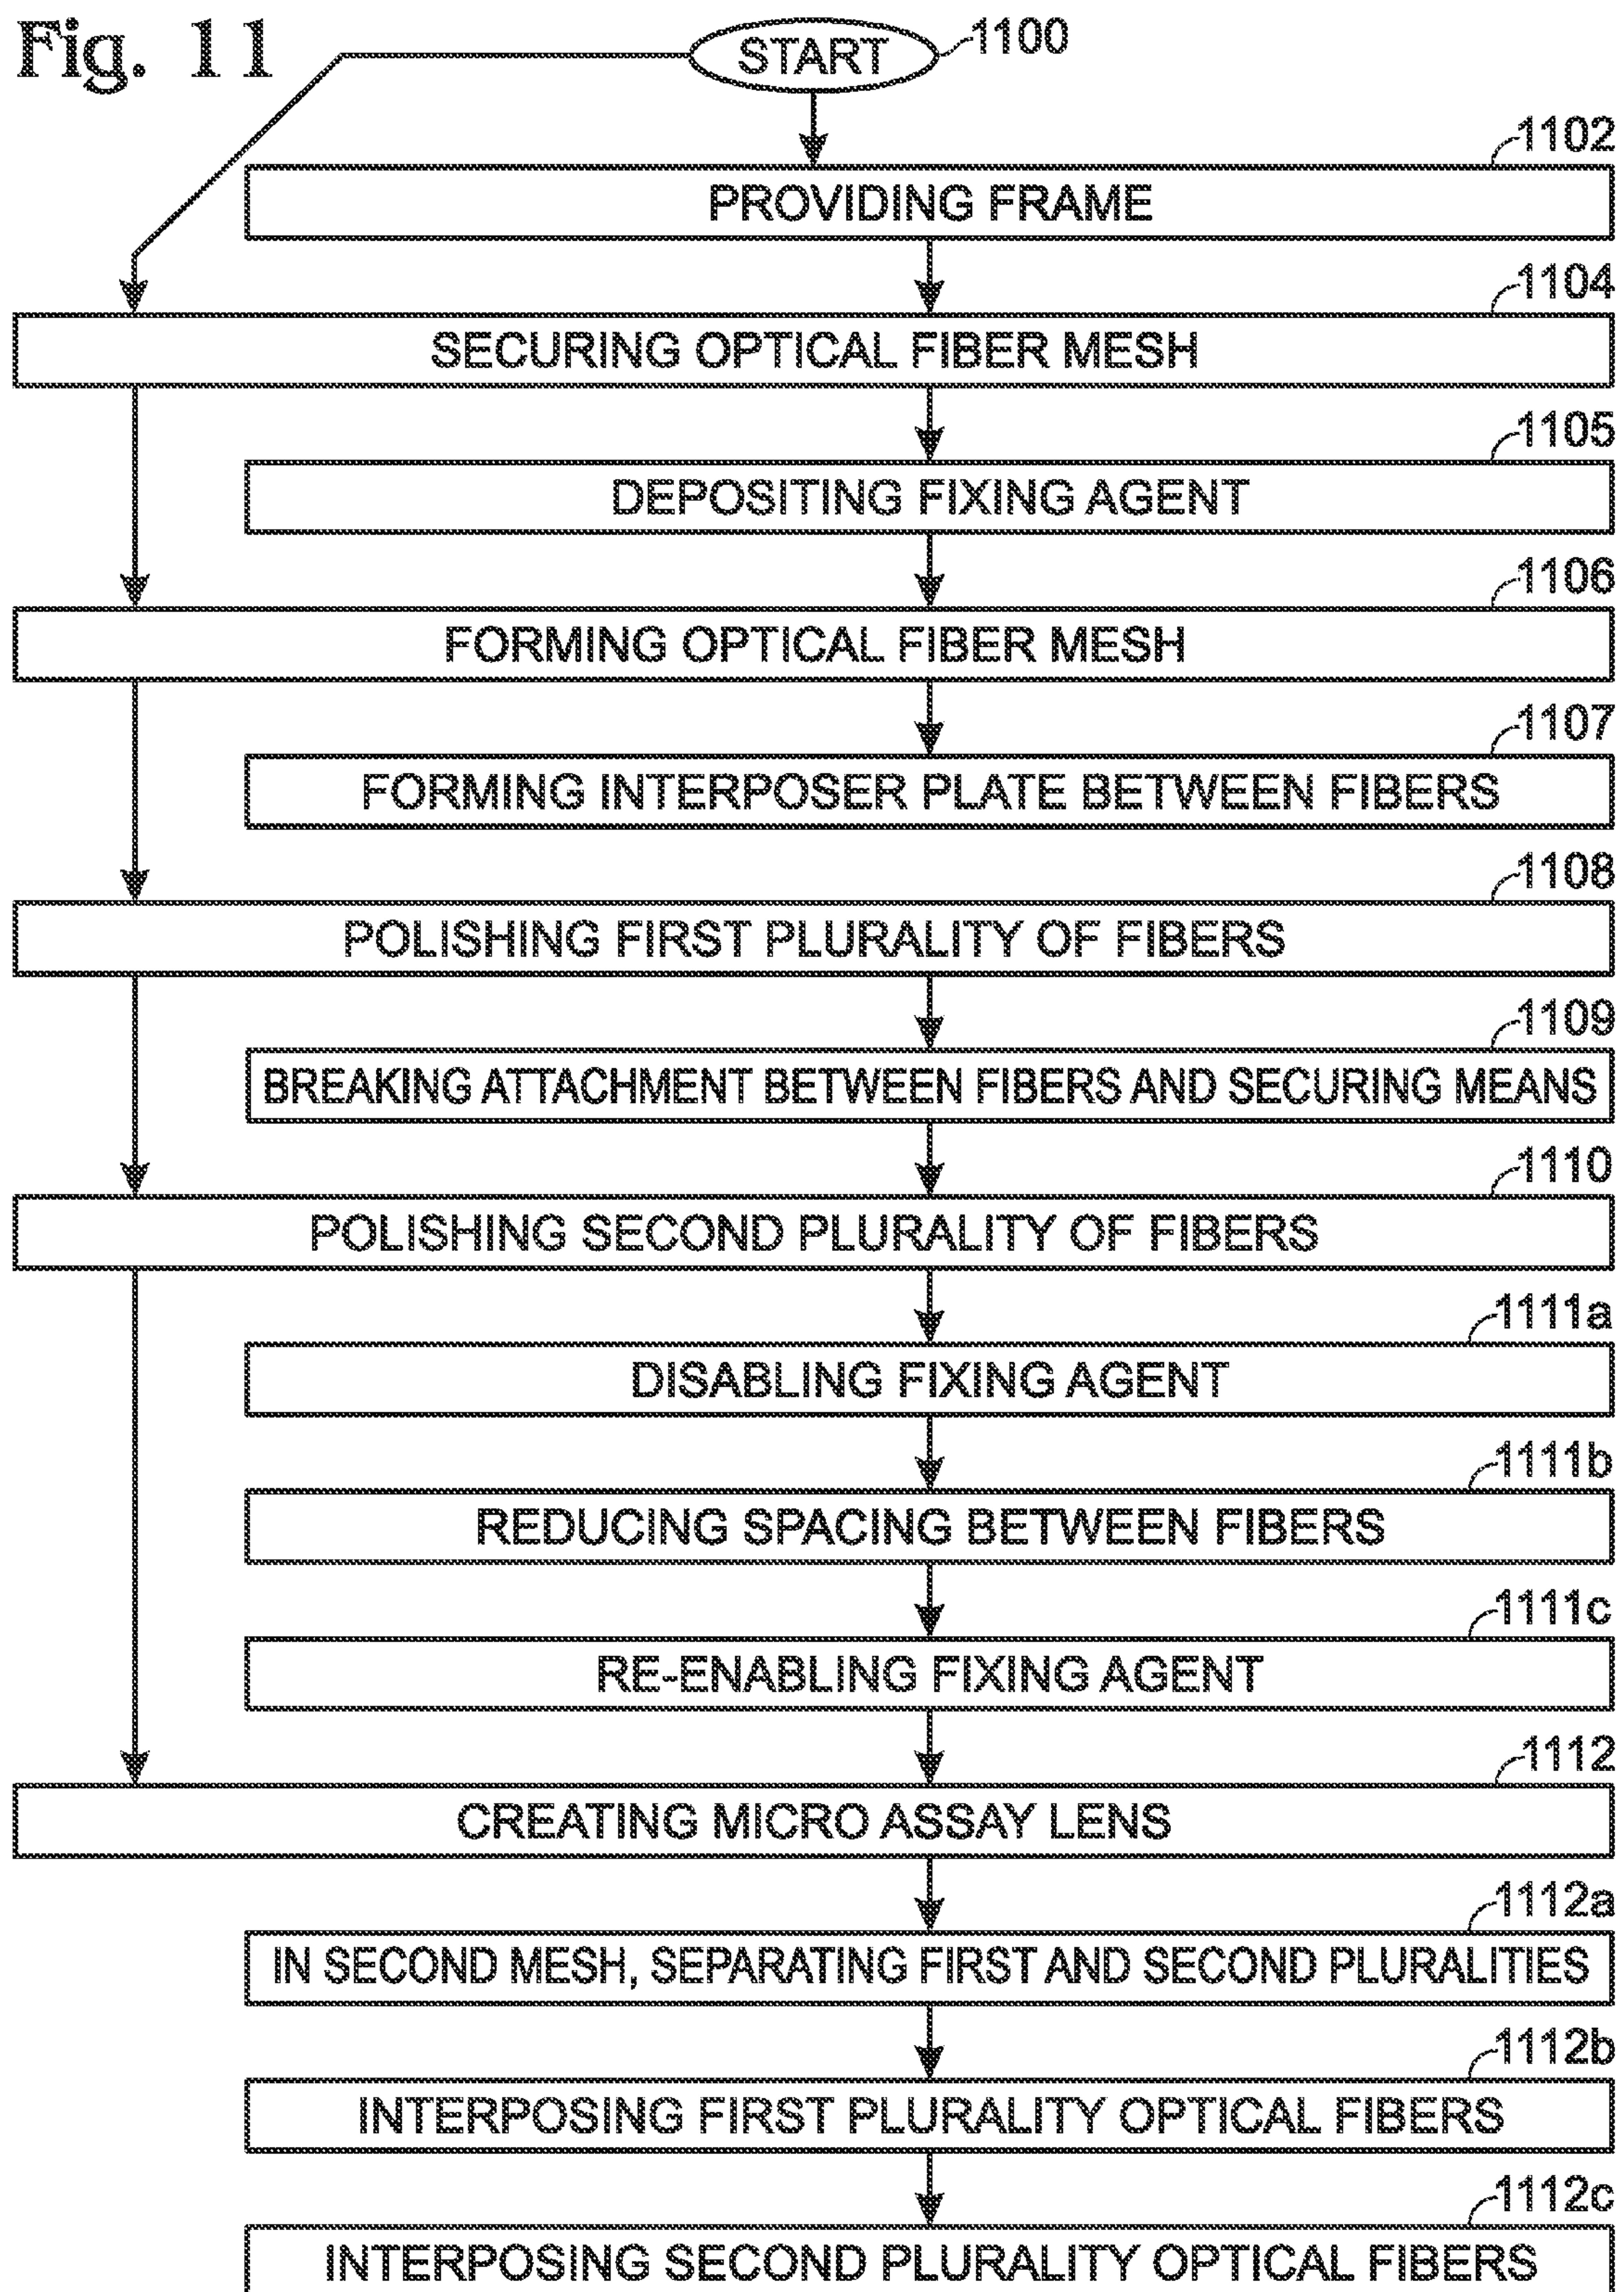 Fig. 11
START
1100
1102
PROVIDING FRAME
1104
SECURING OPTICAL FIBER MESH
1105
DEPOSITING FIXING AGENT
1106
FORMING OPTICAL FIBER MESH
1107
FORMING INTERPOSER PLATE BETWEEN FIBERS
1108
POLISHING FIRST PLURALITY OF FIBERS
1109
BREAKING ATTACHMENT BETWEEN FIBERS AND SECURING MEANS
1110
POLISHING SECOND PLURALITY OF FIBERS
1111a
DISABLING FIXING AGENT
1111b
REDUCING SPACING BETWEEN FIBERS
1111c
RE-ENABLING FIXING AGENT
1112
CREATING MICRO ASSAY LENS
1112a
IN SECOND MESH, SEPARATING FIRST AND SECOND PLURALITIES
1112b
INTERPOSING FIRST PLURALITY OPTICAL FIBERS
1112c
INTERPOSING SECOND PLURALITY OPTICAL FIBERS